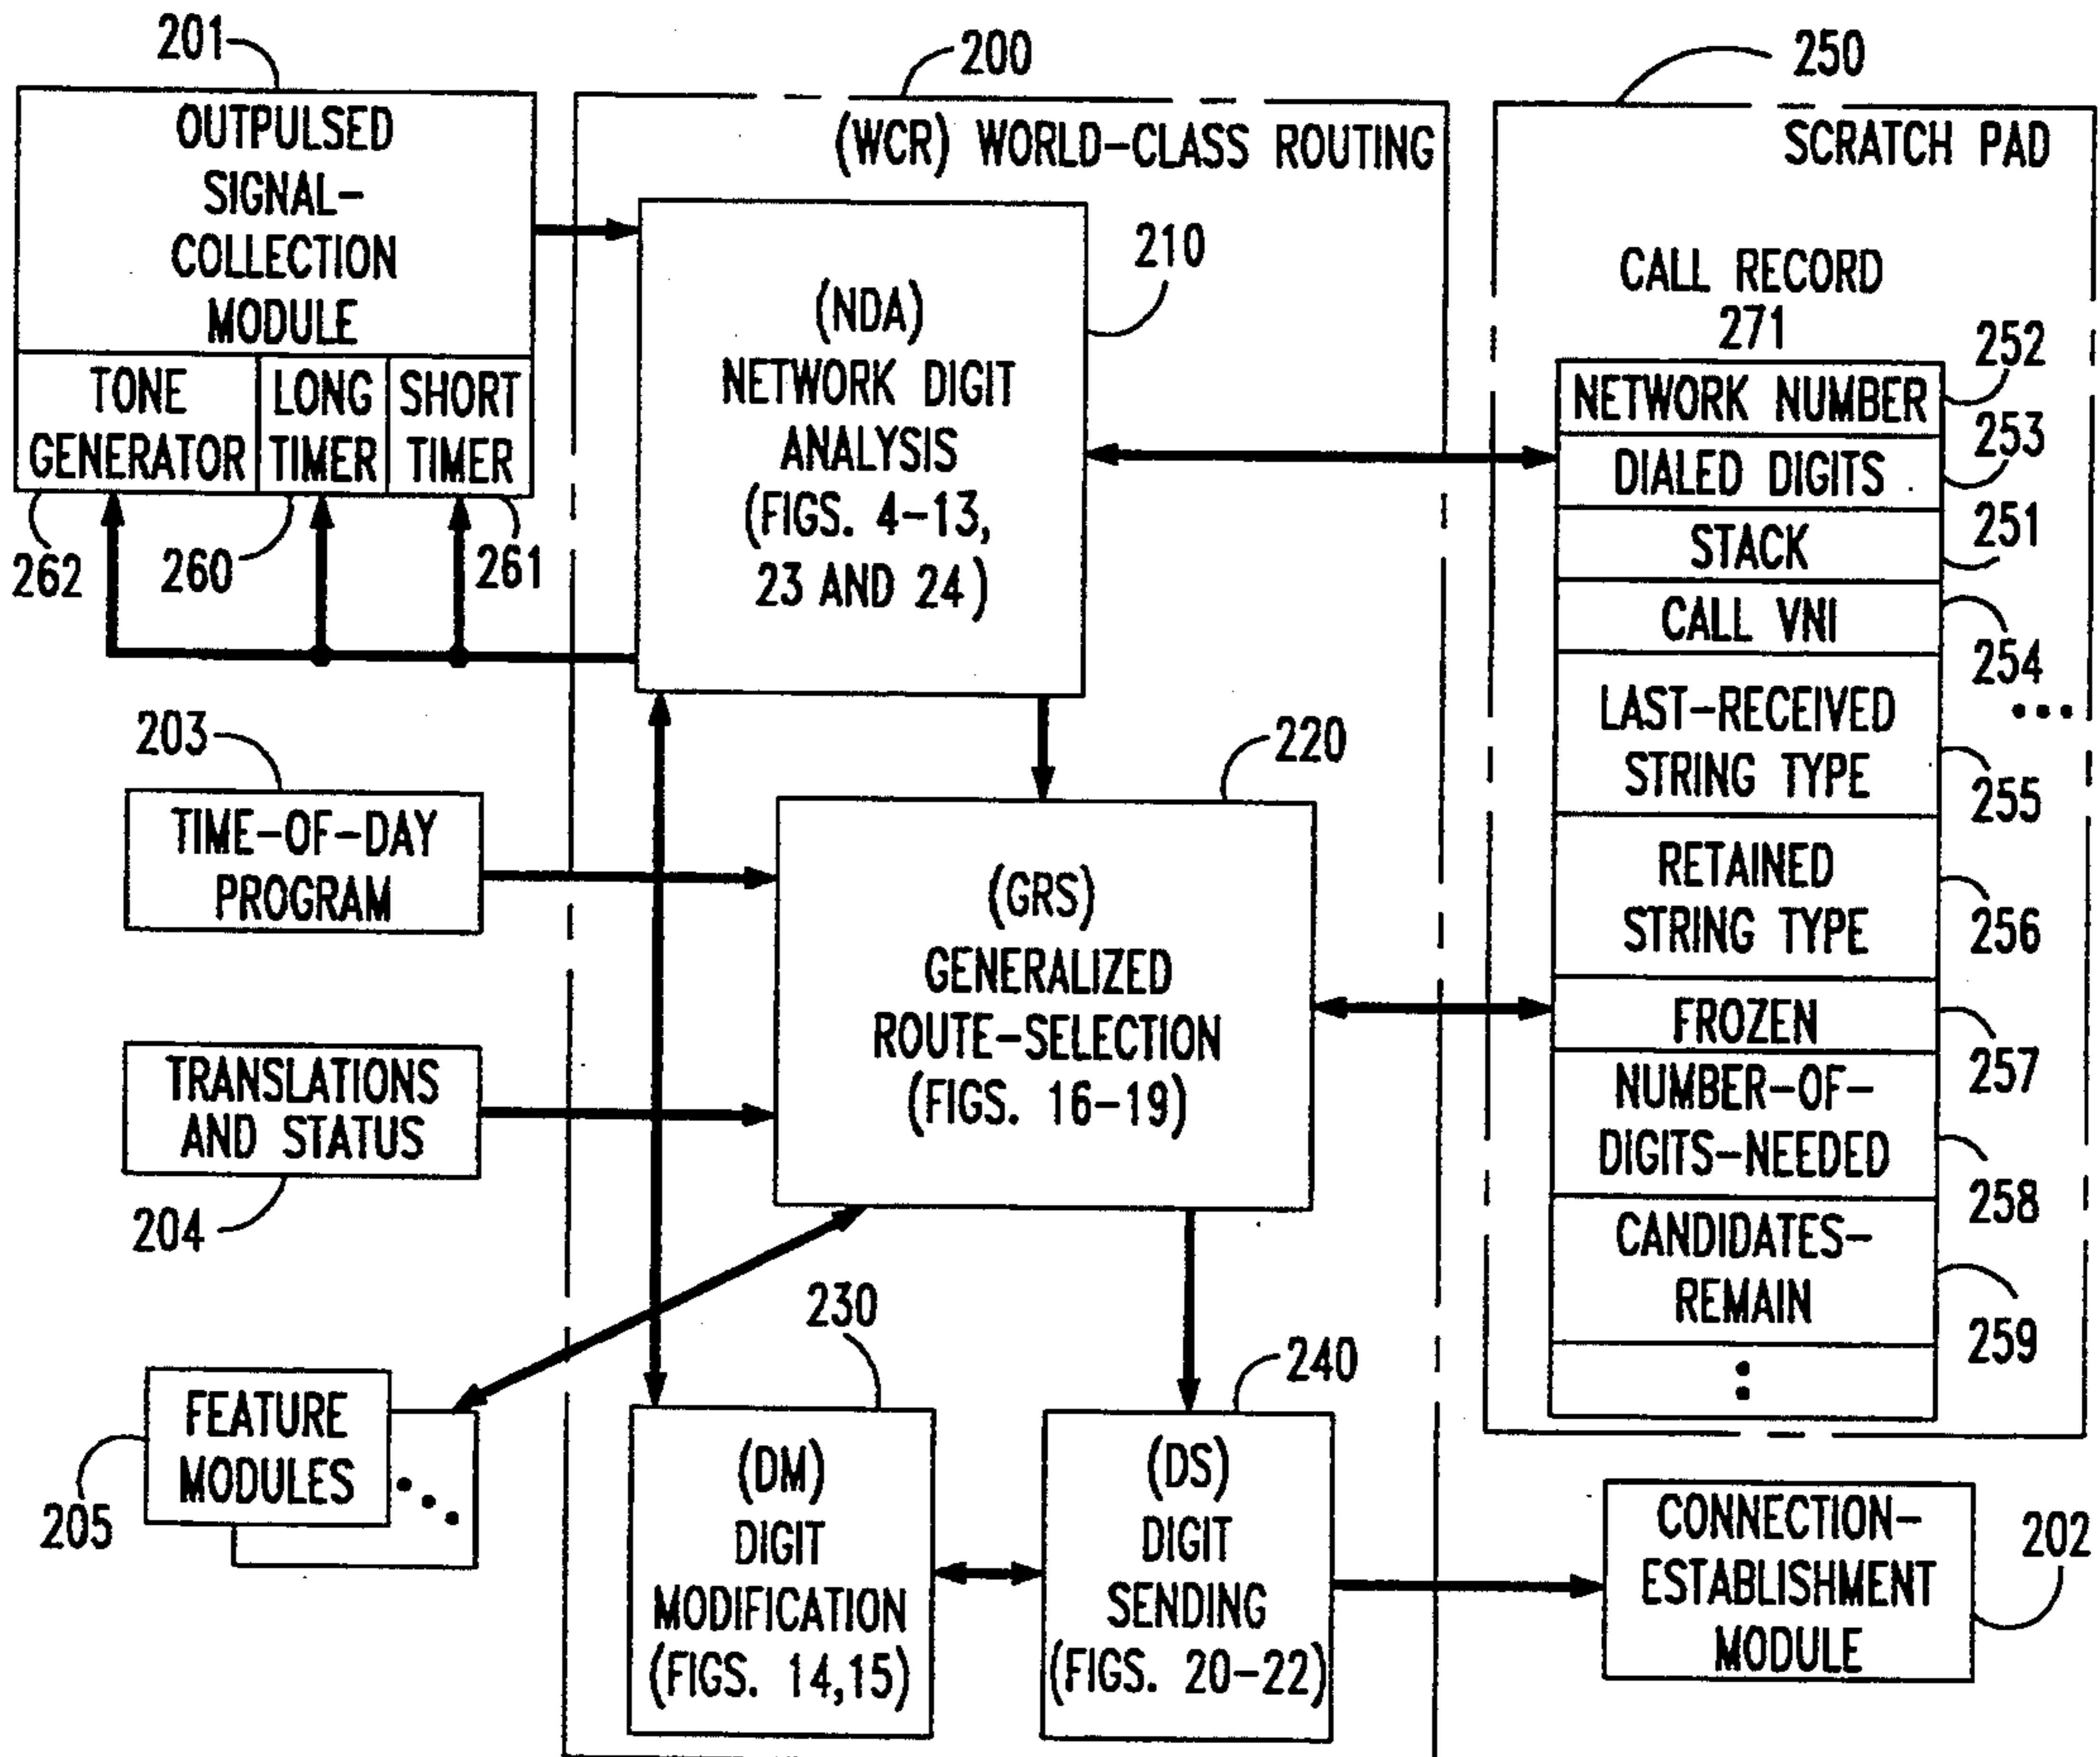 201
OUTPULSED
SIGNAL-
COLLECTION
MODULE
TONE
GENERATOR
LONG
TIMER
SHORT
TIMER
262
260
261
200
(WCR) WORLD-CLASS ROUTING
(NDA)
NETWORK DIGIT
ANALYSIS
(FIGS. 4-13,
23 AND 24)
210
203
TIME-OF-DAY
PROGRAM
TRANSLATIONS
AND STATUS
204
220
(GRS)
GENERALIZED
ROUTE-SELECTION
(FIGS. 16-19)
FEATURE
MODULES
205
230
(DM)
DIGIT
MODIFICATION
(FIGS. 14,15)
240
(DS)
DIGIT
SENDING
(FIGS. 20-22)
250
SCRATCH PAD
CALL RECORD
271
NETWORK NUMBER
252
DIALED DIGITS
253
STACK
251
CALL VNI
254
LAST-RECEIVED
STRING TYPE
255
RETAINED
STRING TYPE
256
FROZEN
257
NUMBER-OF-
DIGITS-NEEDED
258
CANDIDATES-
REMAIN
259
CONNECTION-
ESTABLISHMENT
MODULE
202